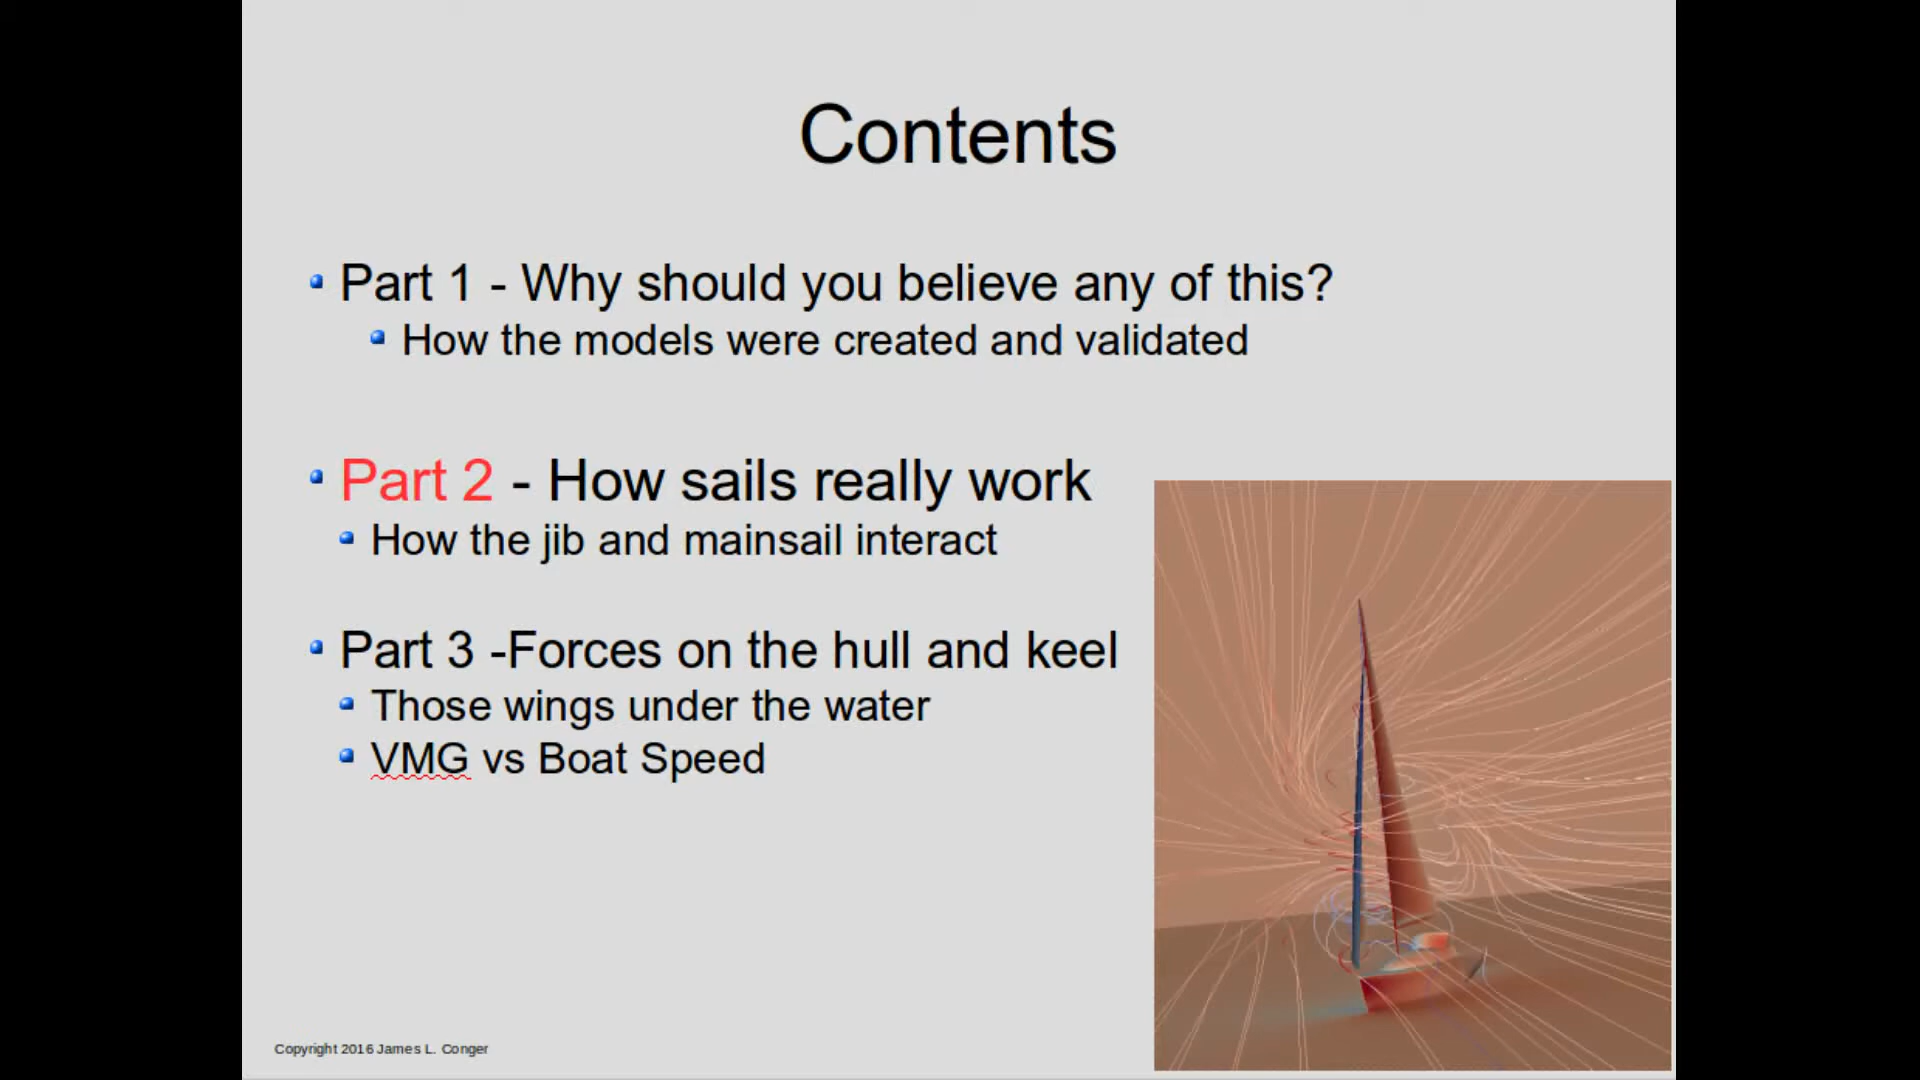 Contents
Part 1 - Why should you believe any of this?
How the models were created and validated
Part 2 - How sails really work
How the jib and mainsail interact
Part 3 -Forces on the hull and keel
Those wings under the water
VMG vs Boat Speed
Copyright 2016 James L. Conger